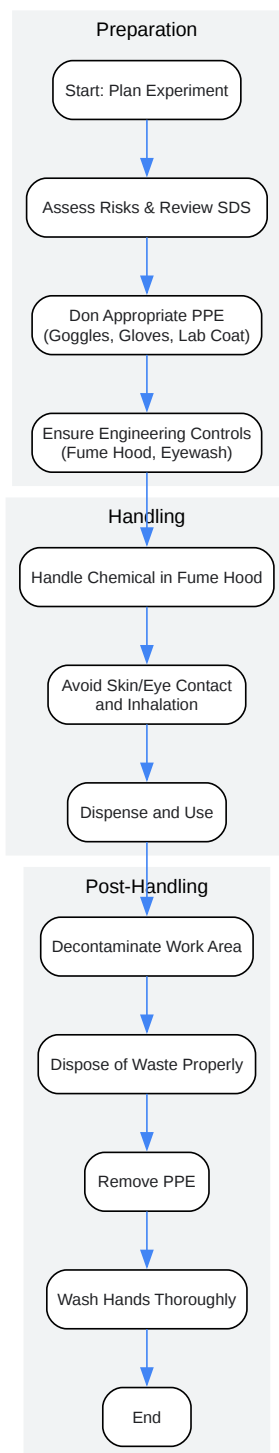 Preparation
Start: Plan Experiment
Assess Risks & Review SDS
Don Appropriate PPE
(Goggles, Gloves, Lab Coat)
Ensure Engineering Controls
(Fume Hood, Eyewash)
Handling
Handle Chemical in Fume Hood
Avoid Skin/Eye Contact
and Inhalation
Dispense and Use
Post-Handling
Decontaminate Work Area
Dispose of Waste Properly
Remove PPE
Wash Hands Thoroughly
End